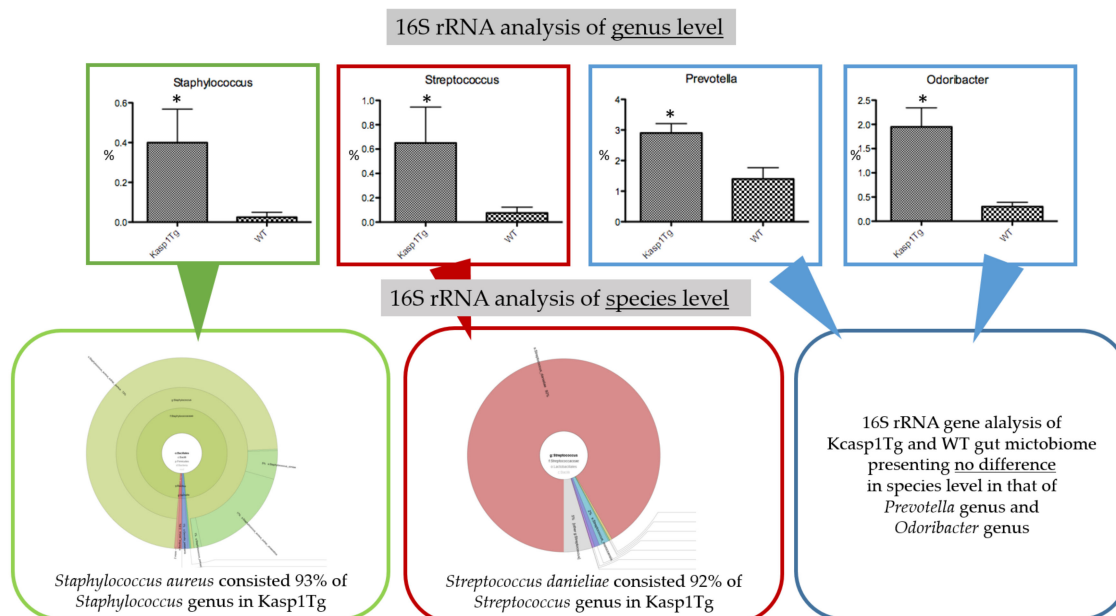 16S rRNA analysis of genus level
Staphylococcus
0.6
0.4
0.2
0.0
%
*
Kasp1Tg
WT
Streptococcus
1.0
0.8
0.6
0.4
0.2
0.0
%
*
Kasp1Tg
WT
Prevotella
4
3
2
1
0
%
*
Kasp1Tg
WT
Odoribacter
2.5
2.0
1.5
1.0
0.5
0.0
%
*
Kasp1Tg
WT
16S rRNA analysis of species level
Staphylococcus aureus consisted 93% of
Staphylococcus genus in Kasp1Tg
g Streptococcus
Streptococcus danieliae consisted 92% of
Streptococcus genus in Kasp1Tg
16S rRNA gene alalysis of
Kcasp1Tg and WT gut mictobiome
presenting no difference
in species level in that of
Prevotella genus and
Odoribacter genus